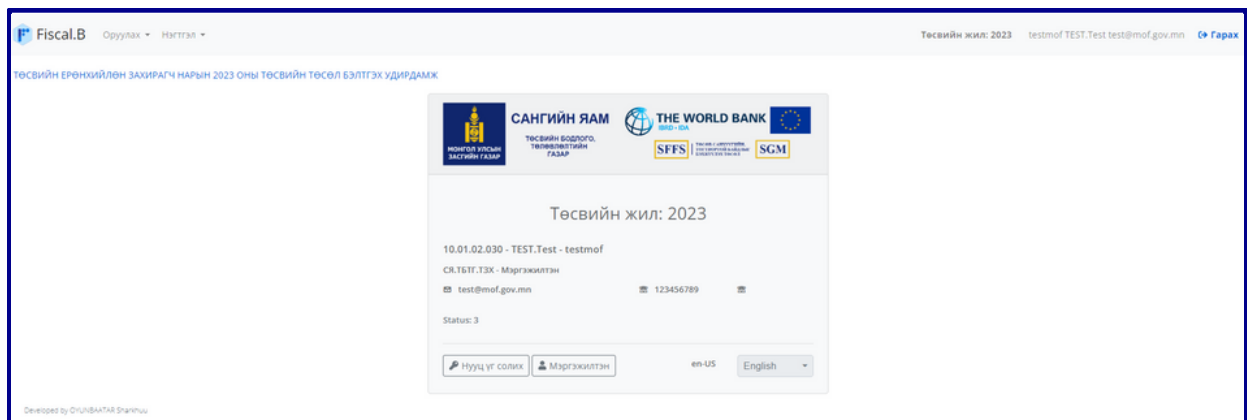 Fiscal.B Оруулах Нэгтгэл Төсвийн жил: 2023 testmof TEST.Test test@mof.gov.mn Гарах
ТӨСВИЙН ЕРӨНХИЙЛӨН ЗАХИРАГЧ НАРЫН 2023 ОНЫ ТӨСВИЙН ТӨСӨЛ БЭЛТГЭХ УДИРДАМЖ
МОНГОЛ УЛСЫН
ЗАСГИЙН ГАЗАР
САНГИЙН ЯАМ
ТӨСВИЙН БОДЛОГО,
ТӨЛӨВЛӨЛТИЙН
ГАЗАР
THE WORLD BANK
IBRD - IDA
SFFS
SGM
Төсвийн жил: 2023
10.01.02.030 - TEST.Test - testmof
СЯ.ТБТГ.ТЗХ - Мэргэжилтэн
test@mof.gov.mn 123456789
Status: 3
Нууц үг солих Мэргэжилтэн en-US English
Developed by OYUNBAATAR Sharkhuu